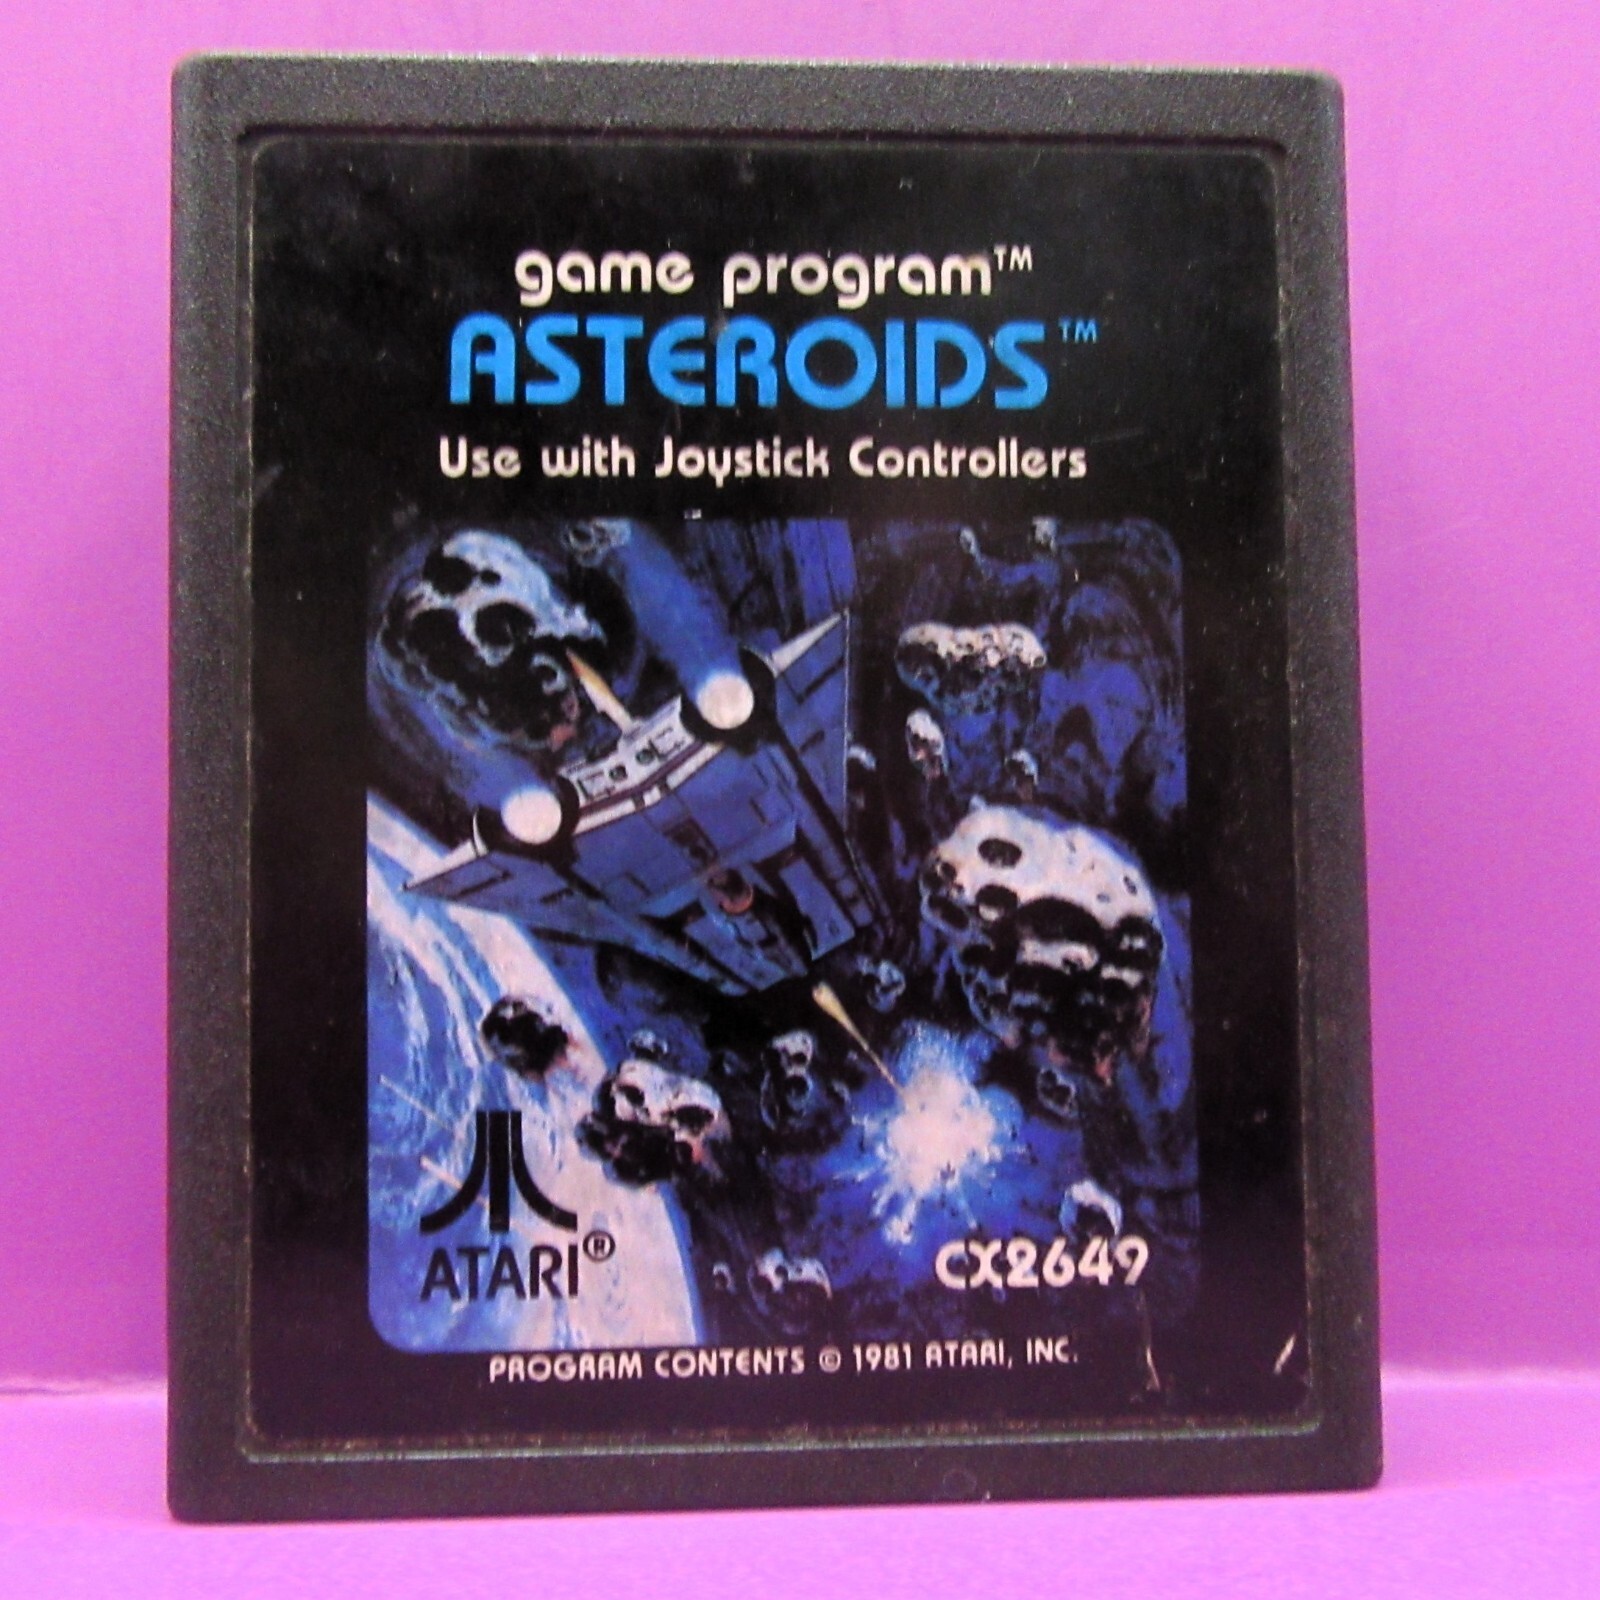 game program™
ASTEROIDS™
Use with Joystick Controllers
ATARI®
CX2649
PROGRAM CONTENTS © 1981 ATARI, INC.